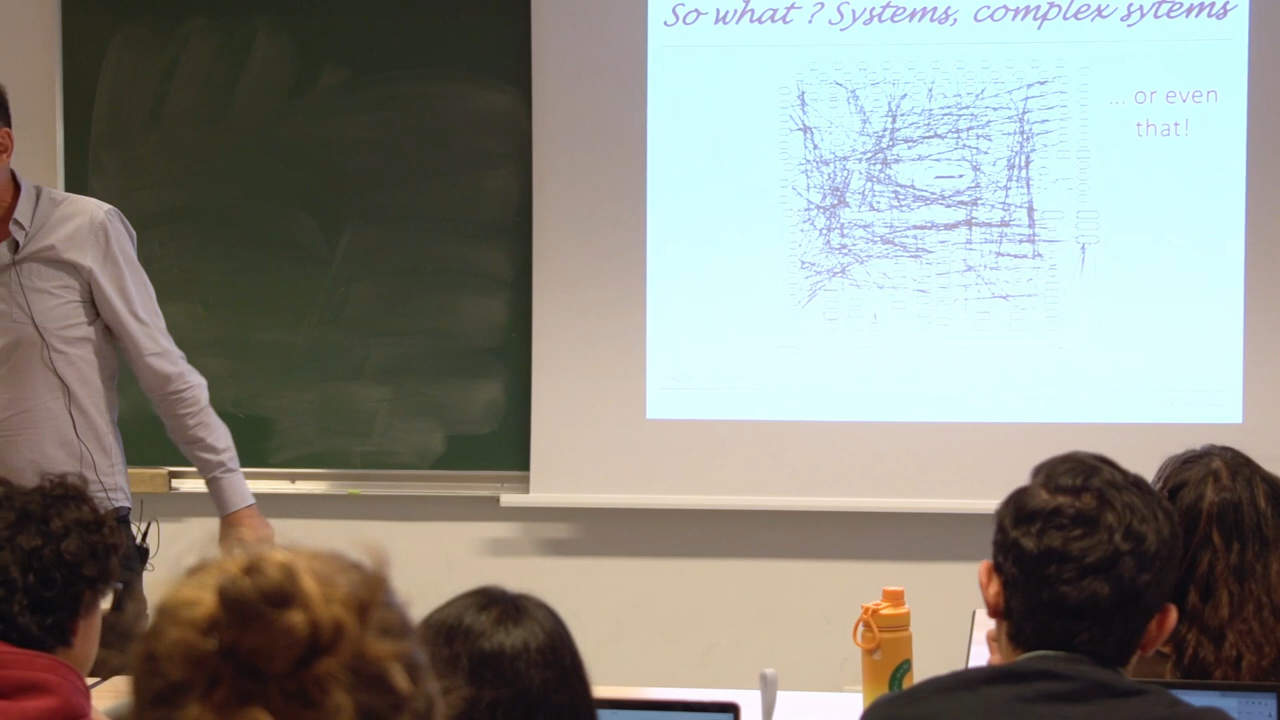 So what ? Systems, complex sytems
... or even
that!